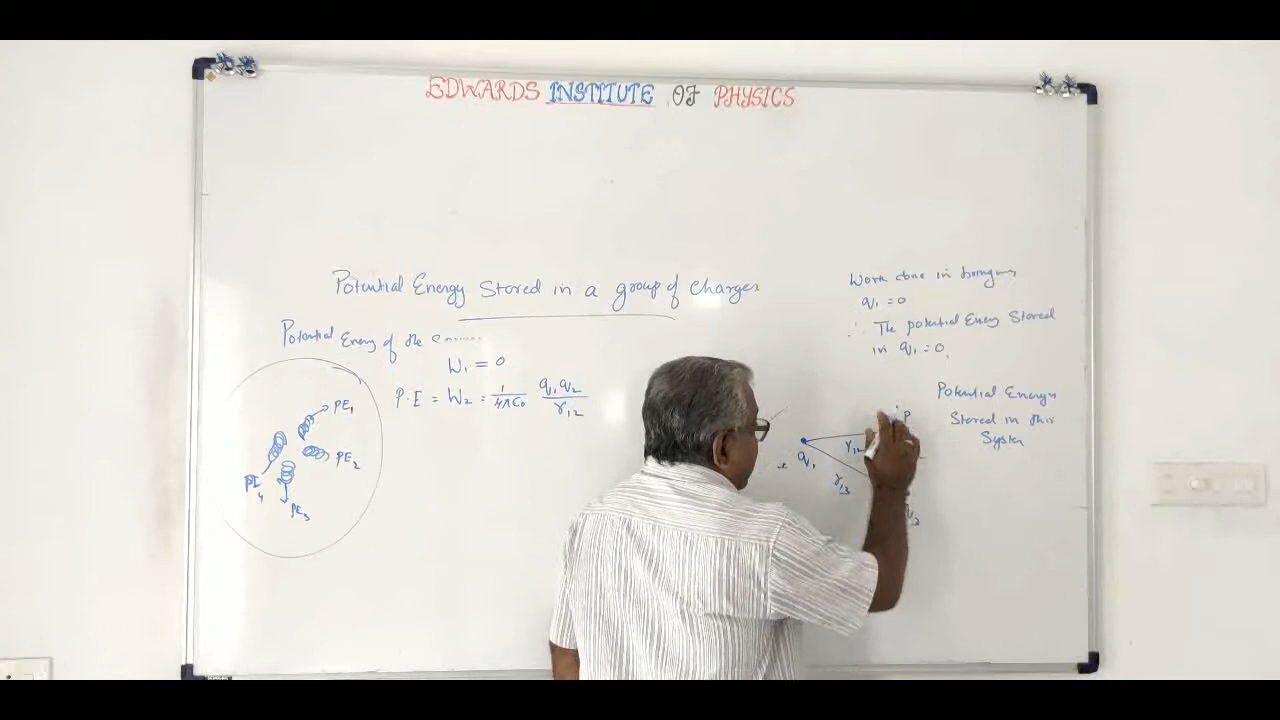 EDWARDS INSTITUTE OF PHYSICS
Potential Energy Stored in a group of charges
Potential Energy of the
W₁ = 0
P.E = W₂ = 1/4πε₀ q₁q₂/r₁₂
PE₁
PE₂
PE₃
PE₄
Work done in
q₁ = 0
∴ The potential Energy Stored
in q₁ = 0.
Potential Energy
Stored in this
System
P
r₁₂
q₁
r₁₃